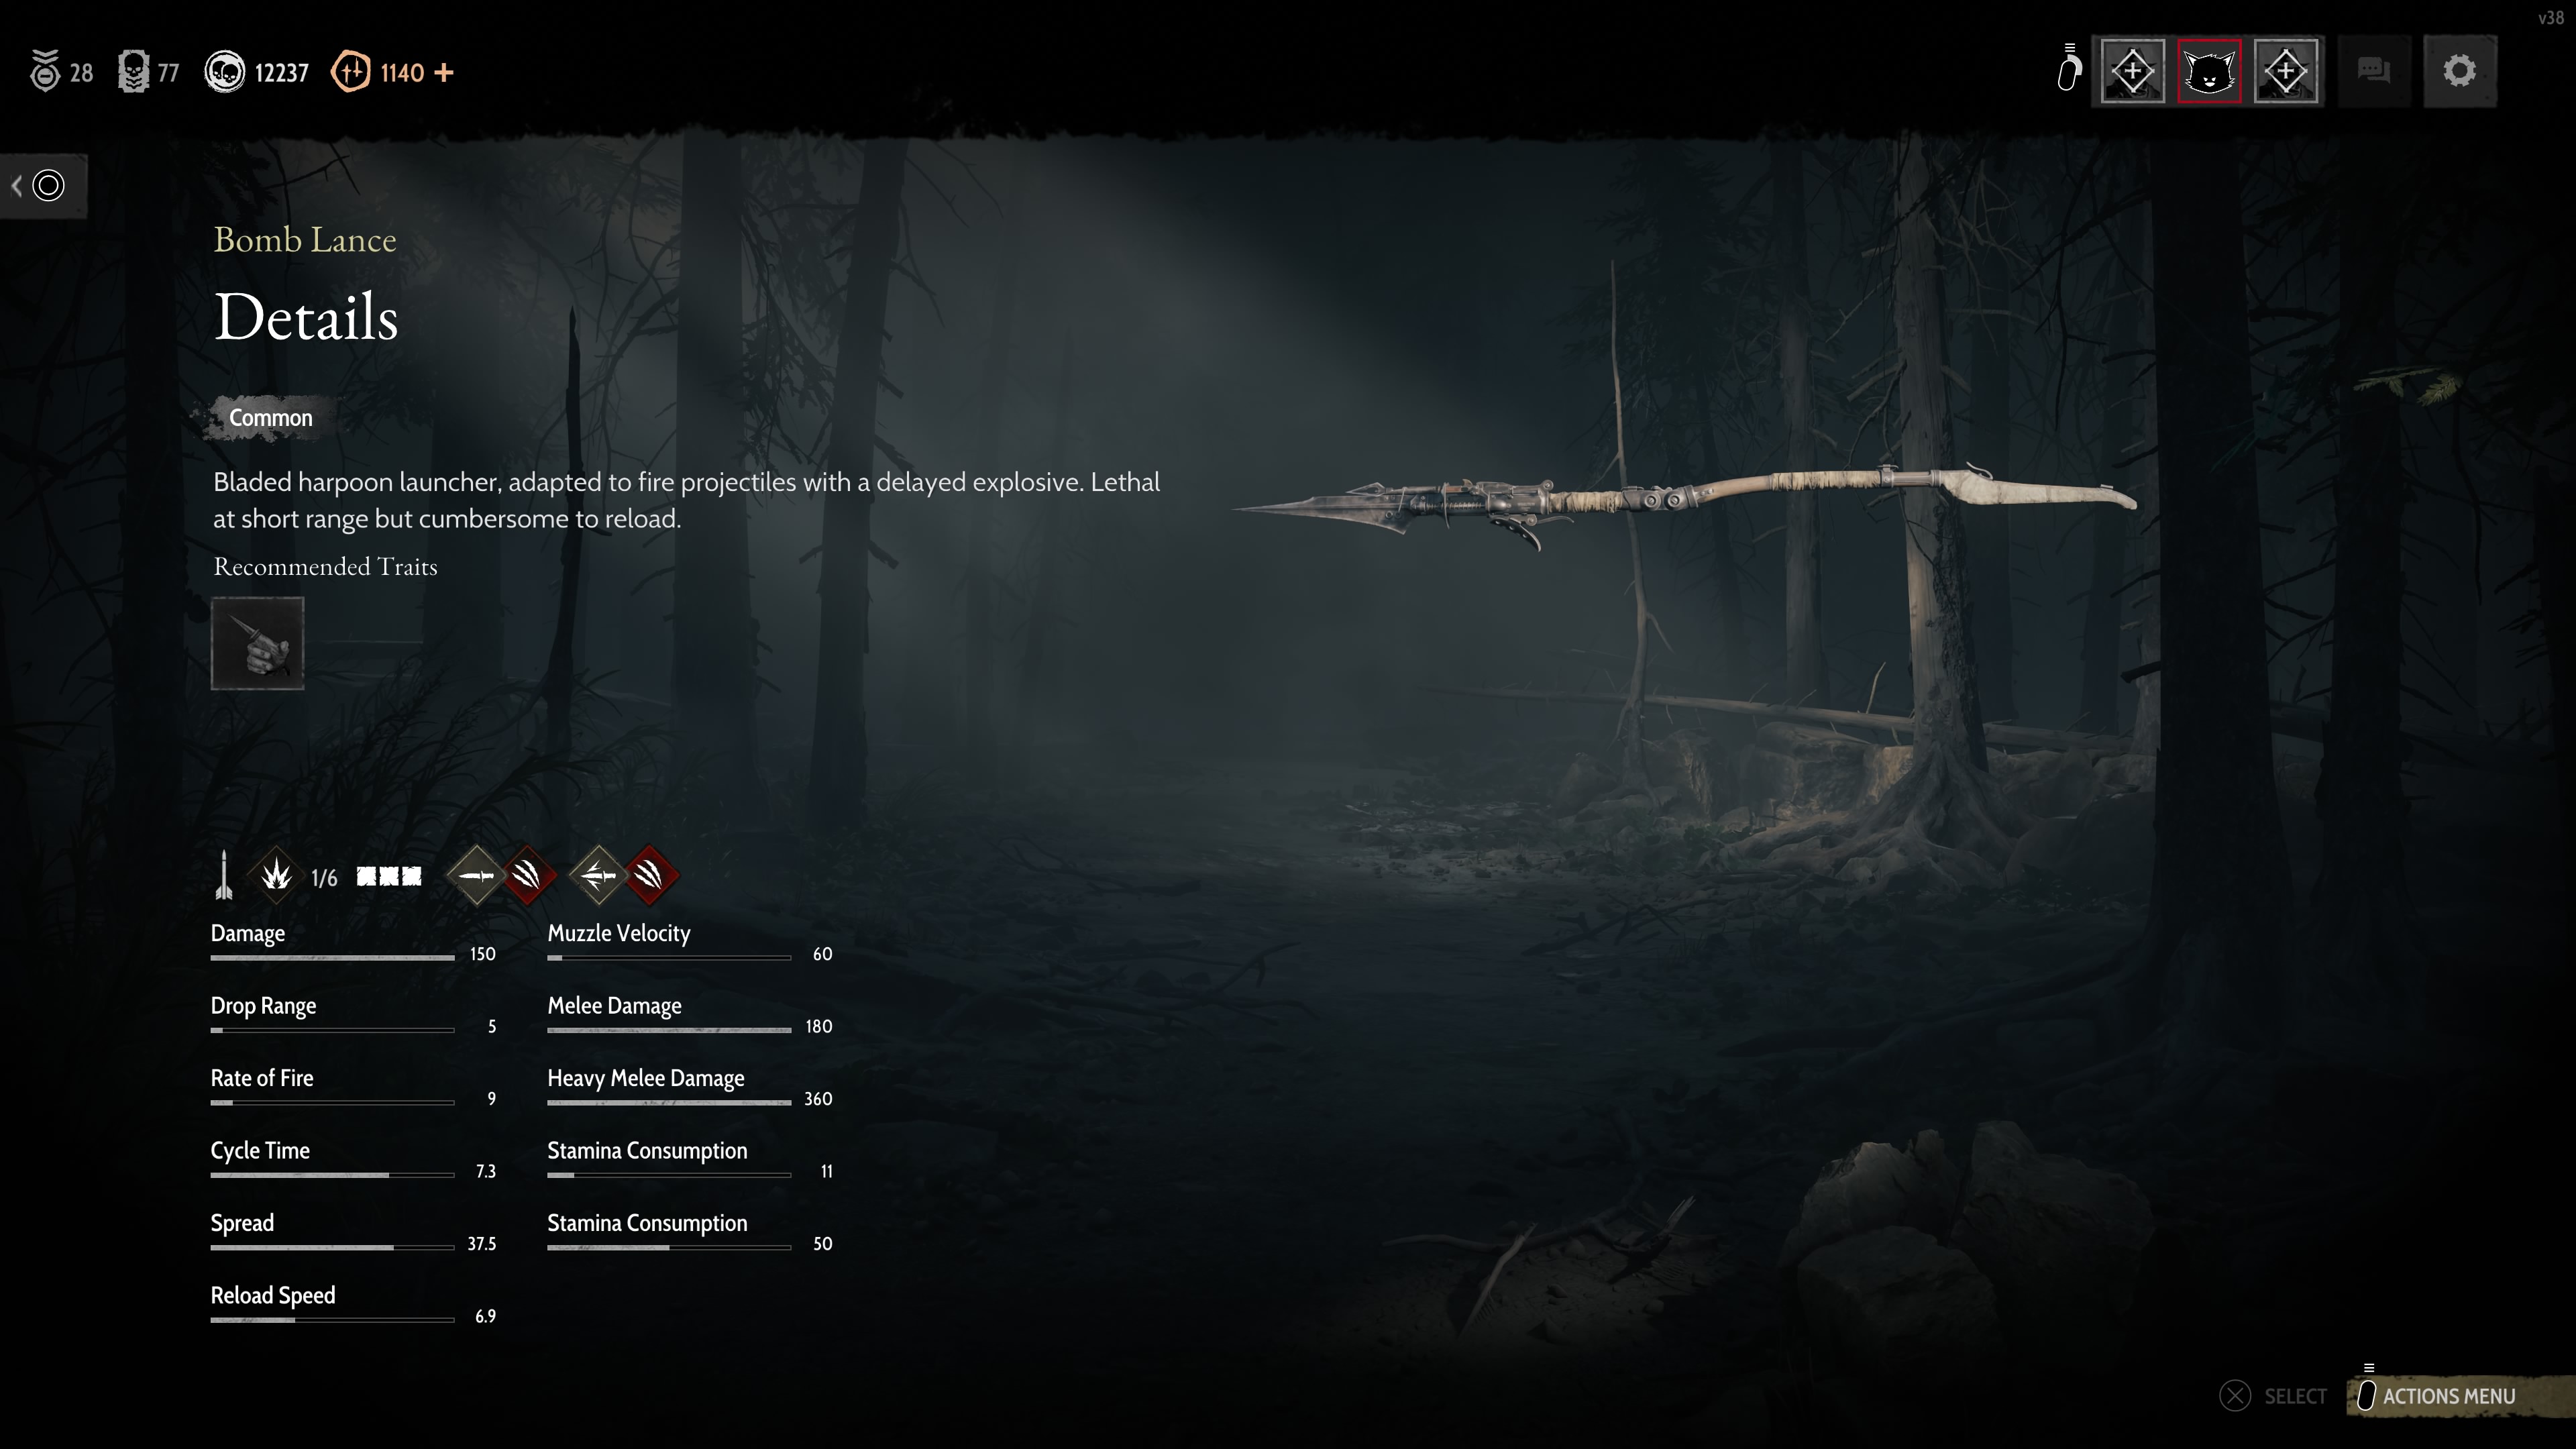 v38
28 77 12237 1140 +
Bomb Lance
Details
Common
Bladed harpoon launcher, adapted to fire projectiles with a delayed explosive. Lethal
at short range but cumbersome to reload.
Recommended Traits
1/6
Damage 150
Drop Range 5
Rate of Fire 9
Cycle Time 7.3
Spread 37.5
Reload Speed 6.9
Muzzle Velocity 60
Melee Damage 180
Heavy Melee Damage 360
Stamina Consumption 11
Stamina Consumption 50
SELECT ACTIONS MENU